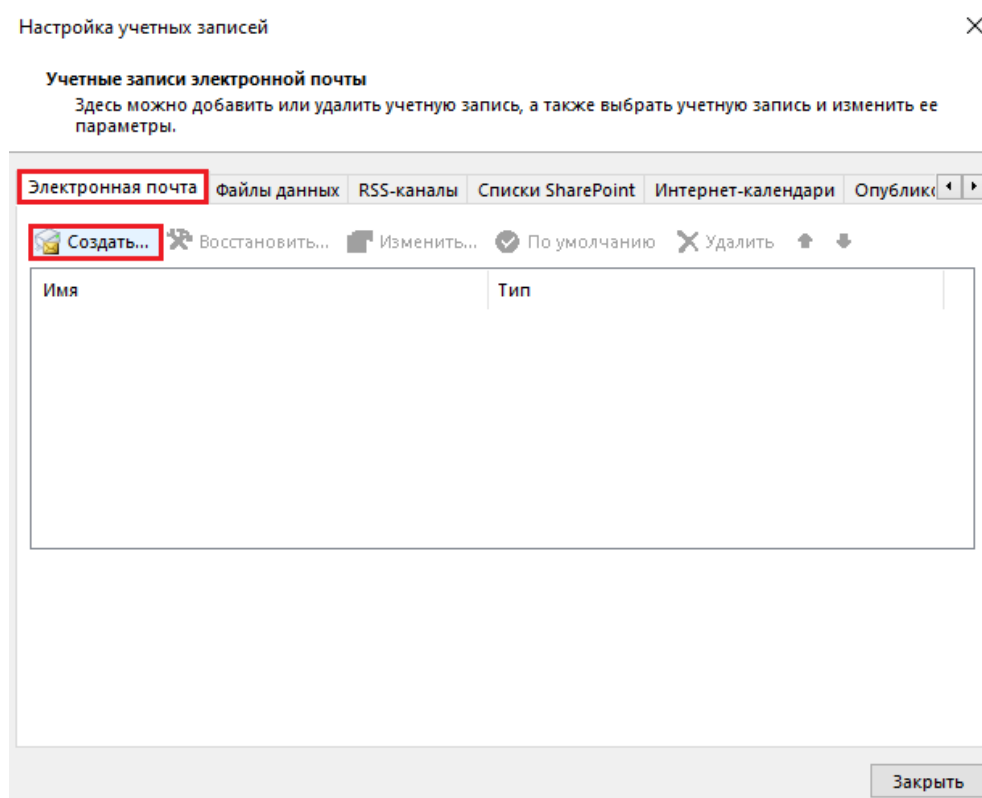 Настройка учетных записей
Учетные записи электронной почты
Здесь можно добавить или удалить учетную запись, а также выбрать учетную запись и изменить ее
параметры.
Электронная почта Файлы данных RSS-каналы Списки SharePoint Интернет-календари Опублико
Создать... Восстановить... Изменить... По умолчанию Удалить
Имя Тип
Закрыть